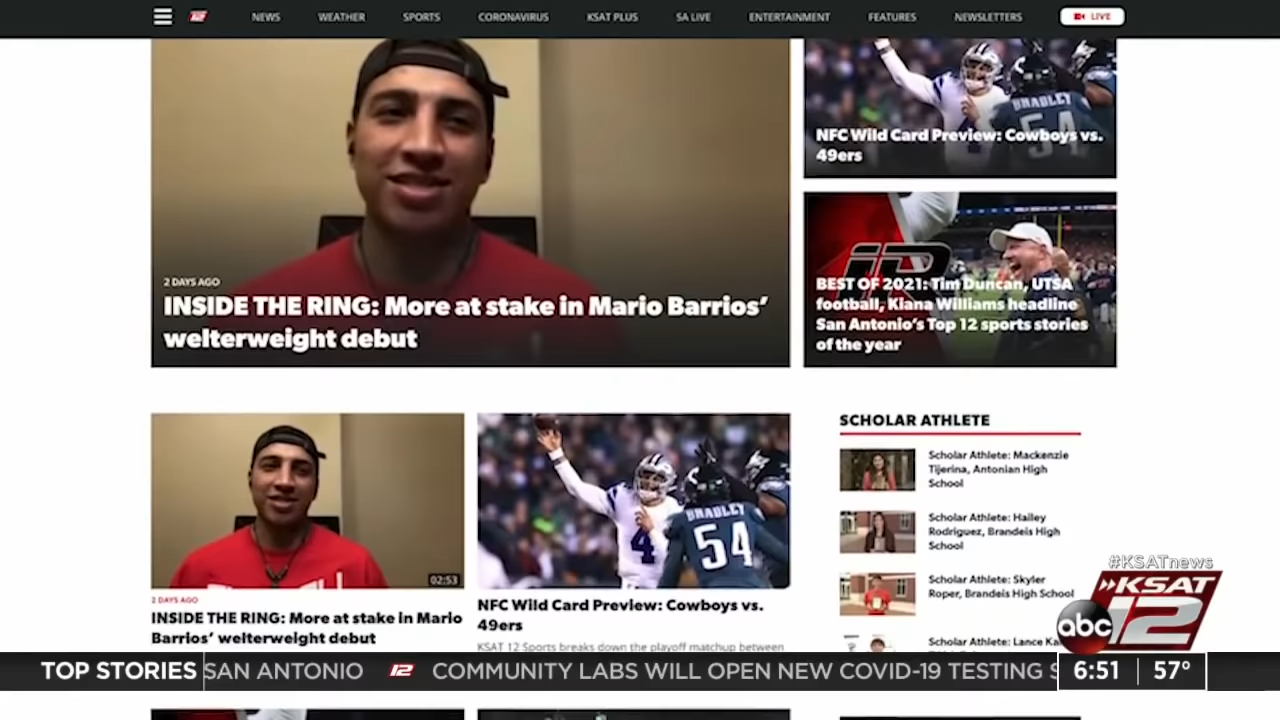 12
NEWS
WEATHER
SPORTS
CORONAVIRUS
KSAT PLUS
SA LIVE
ENTERTAINMENT
FEATURES
NEWSLETTERS
LIVE
2 DAYS AGO
INSIDE THE RING: More at stake in Mario Barrios'
welterweight debut
BRADLEY
54
NFC Wild Card Preview: Cowboys vs.
49ers
BEST OF 2021: Tim Duncan, UTSA
football, Kiana Williams headline
San Antonio's Top 12 sports stories
of the year
02:53
2 DAYS AGO
INSIDE THE RING: More at stake in Mario
Barrios' welterweight debut
4
BRADLEY
54
NFC Wild Card Preview: Cowboys vs.
49ers
KSAT 12 Sports breaks down the playoff matchup between
SCHOLAR ATHLETE
Scholar Athlete: Mackenzie
Tijerina, Antonian High
School
Scholar Athlete: Hailey
Rodriguez, Brandeis High
School
Scholar Athlete: Skyler
Roper, Brandeis High School
Scholar Athlete: Lance
#KSATnews
KSAT
abc 12
TOP STORIES SAN ANTONIO 12 COMMUNITY LABS WILL OPEN NEW COVID-19 TESTING S
6:51 57°